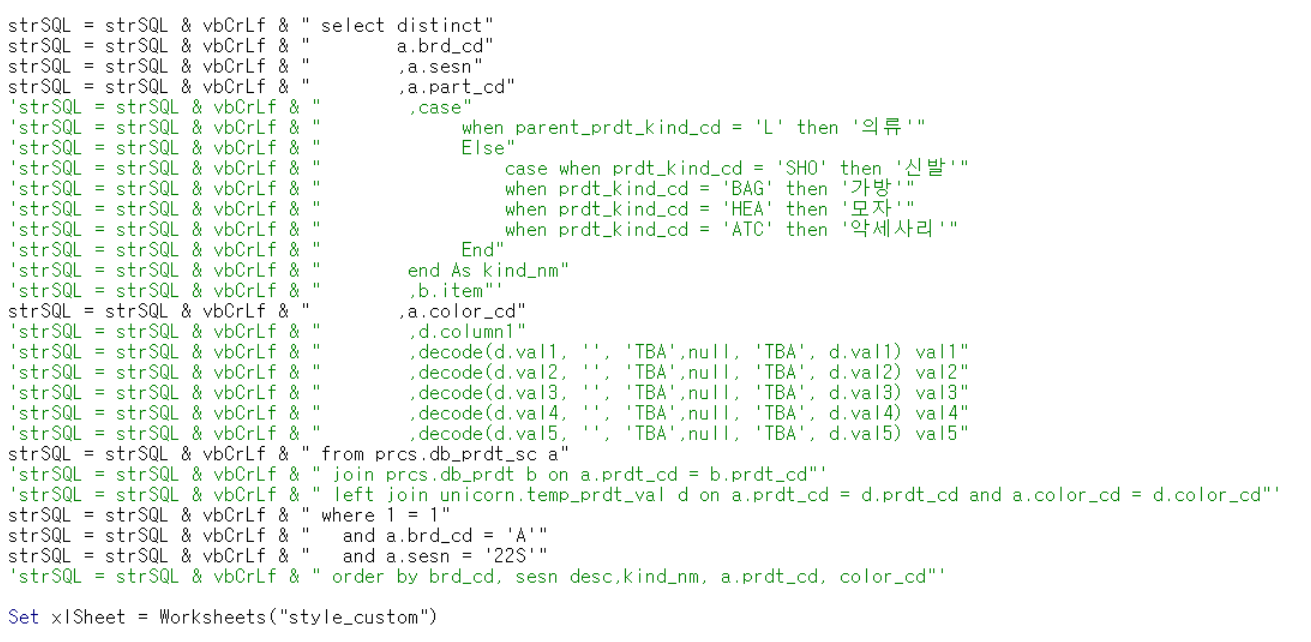 strSQL = strSQL & vbCrLf & " select distinct"
strSQL = strSQL & vbCrLf & "        a.brd_cd"
strSQL = strSQL & vbCrLf & "        ,a.sesn"
strSQL = strSQL & vbCrLf & "        ,a.part_cd"
'strSQL = strSQL & vbCrLf & "        ,case"
'strSQL = strSQL & vbCrLf & "             when parent_prdt_kind_cd = 'L' then '의류'"
'strSQL = strSQL & vbCrLf & "             Else"
'strSQL = strSQL & vbCrLf & "                 case when prdt_kind_cd = 'SHO' then '신발'"
'strSQL = strSQL & vbCrLf & "                 when prdt_kind_cd = 'BAG' then '가방'"
'strSQL = strSQL & vbCrLf & "                 when prdt_kind_cd = 'HEA' then '모자'"
'strSQL = strSQL & vbCrLf & "                 when prdt_kind_cd = 'ATC' then '악세사리'"
'strSQL = strSQL & vbCrLf & "             End"
'strSQL = strSQL & vbCrLf & "        end As kind_nm"
'strSQL = strSQL & vbCrLf & "        ,b.item"'
strSQL = strSQL & vbCrLf & "        ,a.color_cd"
'strSQL = strSQL & vbCrLf & "        ,d.column1"
'strSQL = strSQL & vbCrLf & "        ,decode(d.val1, '', 'TBA',null, 'TBA', d.val1) val1"
'strSQL = strSQL & vbCrLf & "        ,decode(d.val2, '', 'TBA',null, 'TBA', d.val2) val2"
'strSQL = strSQL & vbCrLf & "        ,decode(d.val3, '', 'TBA',null, 'TBA', d.val3) val3"
'strSQL = strSQL & vbCrLf & "        ,decode(d.val4, '', 'TBA',null, 'TBA', d.val4) val4"
'strSQL = strSQL & vbCrLf & "        ,decode(d.val5, '', 'TBA',null, 'TBA', d.val5) val5"
strSQL = strSQL & vbCrLf & " from prcs.db_prdt_sc a"
'strSQL = strSQL & vbCrLf & " join prcs.db_prdt b on a.prdt_cd = b.prdt_cd"'
'strSQL = strSQL & vbCrLf & " left join unicorn.temp_prdt_val d on a.prdt_cd = d.prdt_cd and a.color_cd = d.color_cd"'
strSQL = strSQL & vbCrLf & " where 1 = 1"
strSQL = strSQL & vbCrLf & "   and a.brd_cd = 'A'"
strSQL = strSQL & vbCrLf & "   and a.sesn = '22S'"
'strSQL = strSQL & vbCrLf & " order by brd_cd, sesn desc,kind_nm, a.prdt_cd, color_cd"'
Set xlSheet = Worksheets("style_custom")